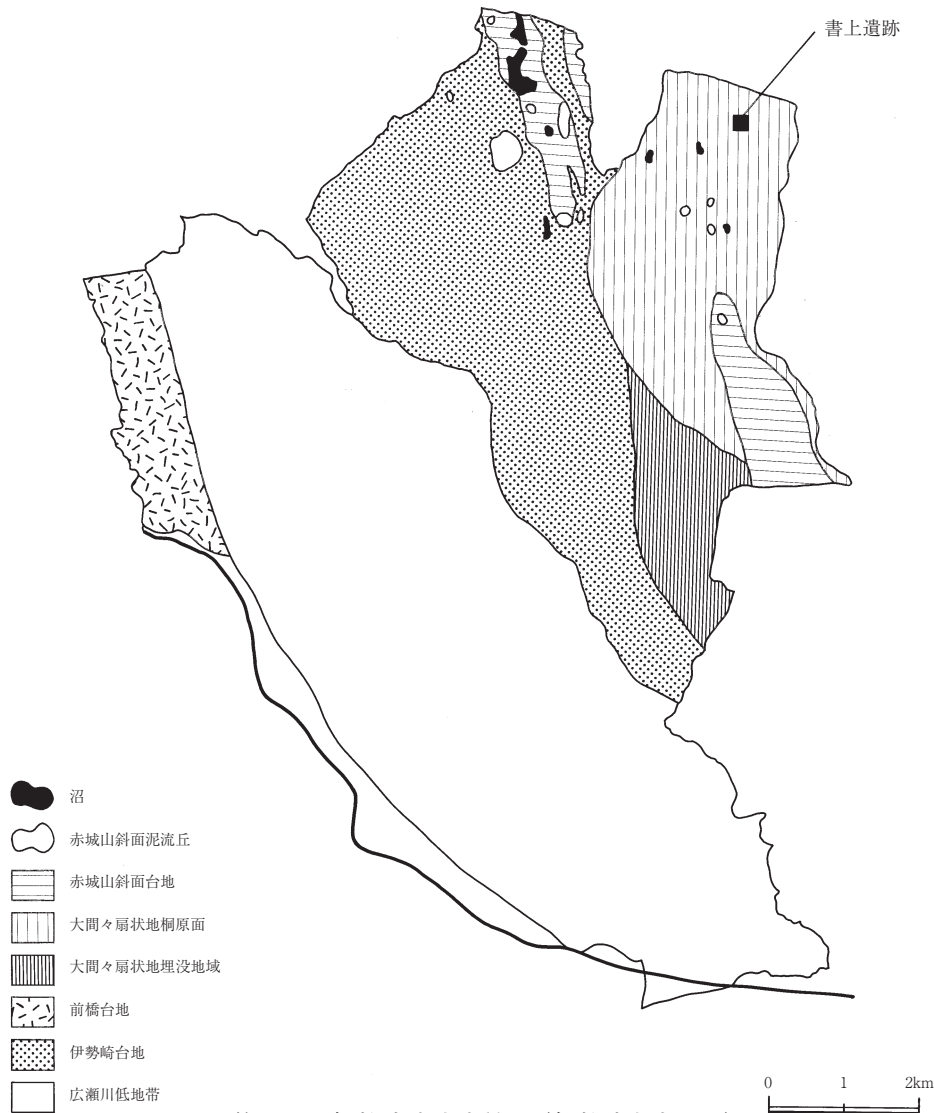 書上遺跡
沼
赤城山斜面泥流丘
赤城山斜面台地
大間々扇状地桐原面
大間々扇状地埋没地域
前橋台地
伊勢崎台地
広瀬川低地帯
0 1 2km